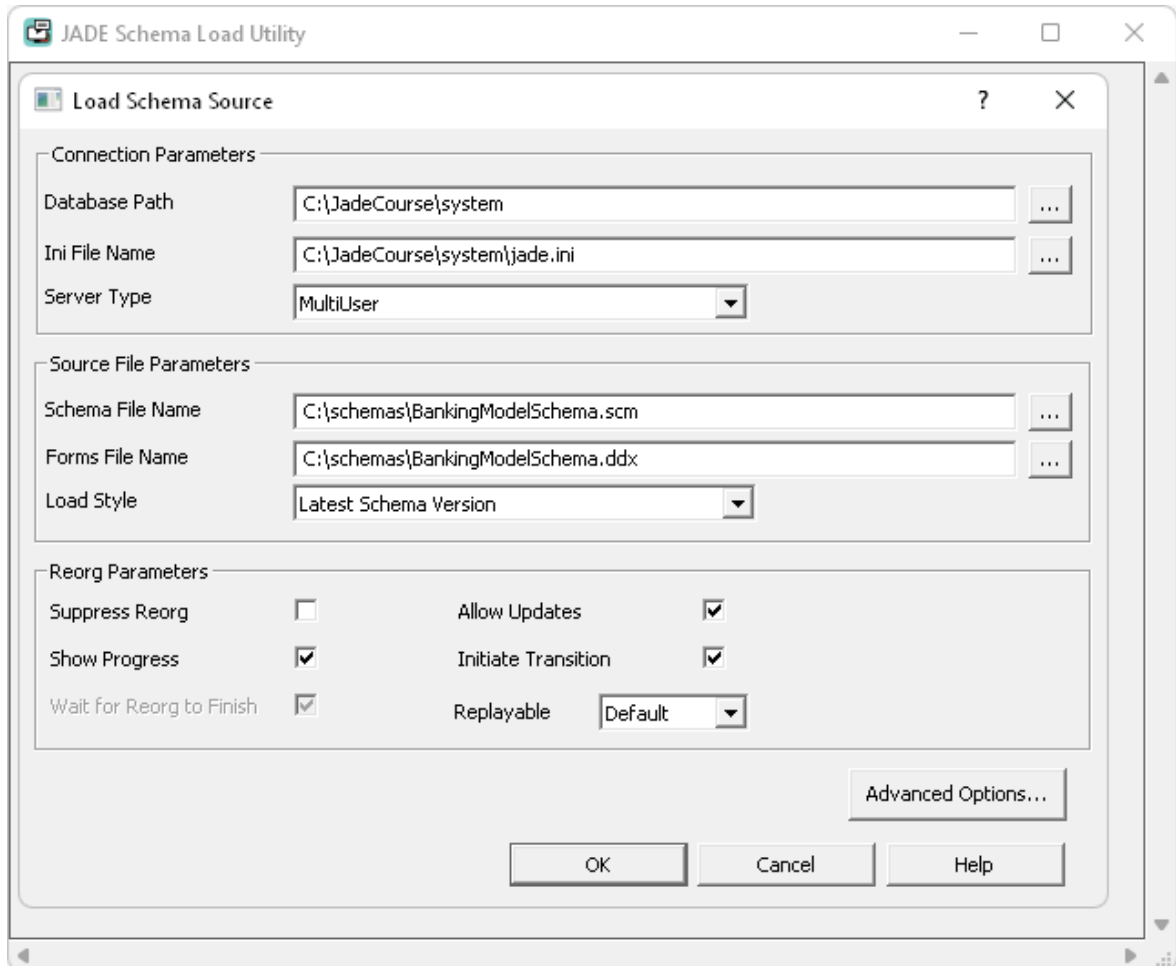 JADE Schema Load Utility
Load Schema Source
?
Connection Parameters
Database Path C:\JadeCourse\system ...
Ini File Name C:\JadeCourse\system\jade.ini ...
Server Type MultiUser
Source File Parameters
Schema File Name C:\schemas\BankingModelSchema.scm ...
Forms File Name C:\schemas\BankingModelSchema.ddx ...
Load Style Latest Schema Version
Reorg Parameters
Suppress Reorg Allow Updates
Show Progress Initiate Transition
Wait for Reorg to Finish Replayable Default
Advanced Options...
OK Cancel Help